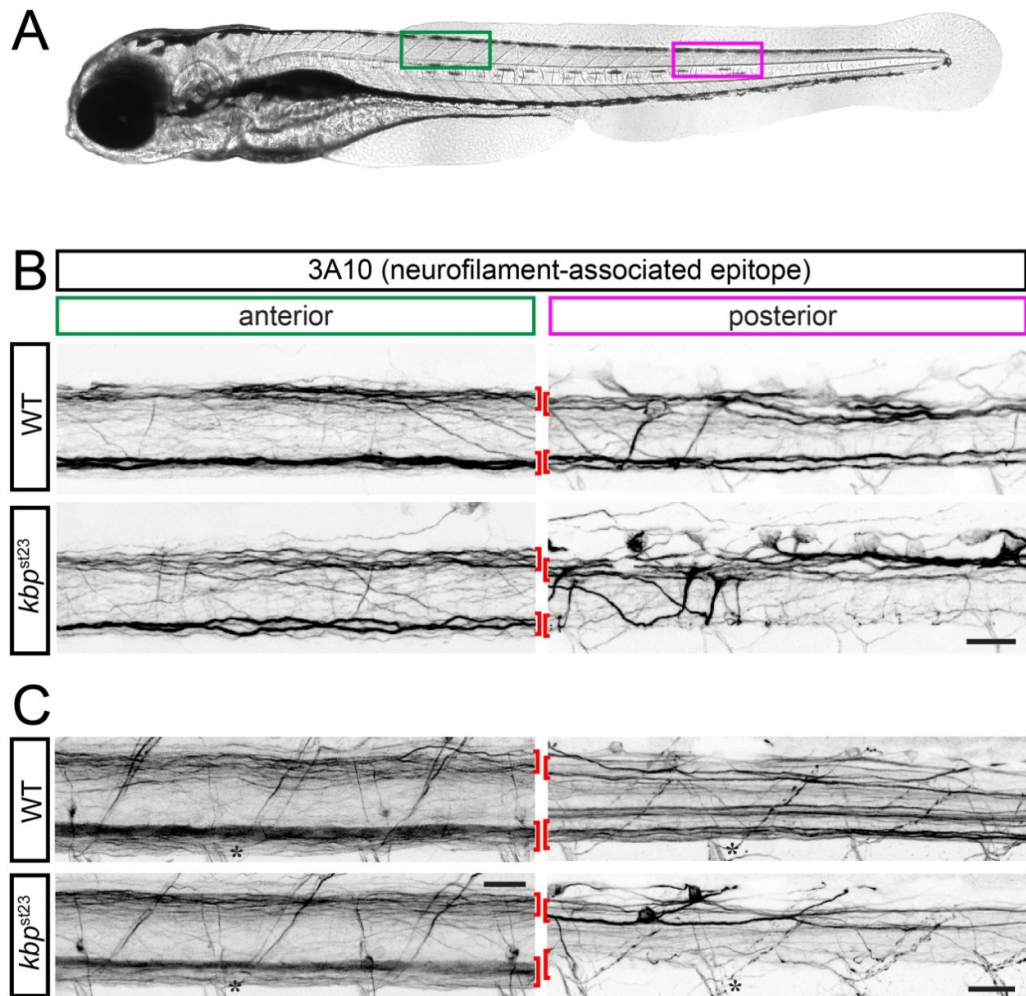 A
B
3A10 (neurofilament-associated epitope)
anterior
posterior
WT
kbpst23
C
WT
*
*
kbpst23
*
*